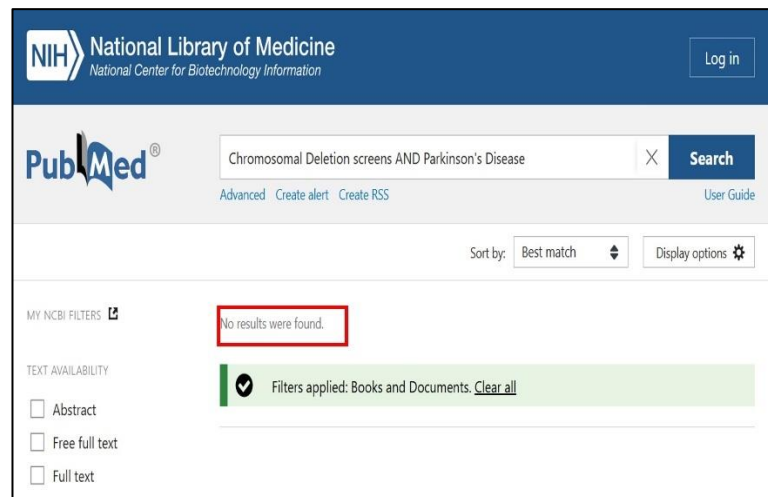 NIH National Library of Medicine
National Center for Biotechnology Information
Log in
PubMed®
Chromosomal Deletion screens AND Parkinson's Disease
Search
Advanced Create alert Create RSS
User Guide
Sort by: Best match
Display options
MY NCBI FILTERS
No results were found.
TEXT AVAILABILITY
Filters applied: Books and Documents. Clear all
Abstract
Free full text
Full text